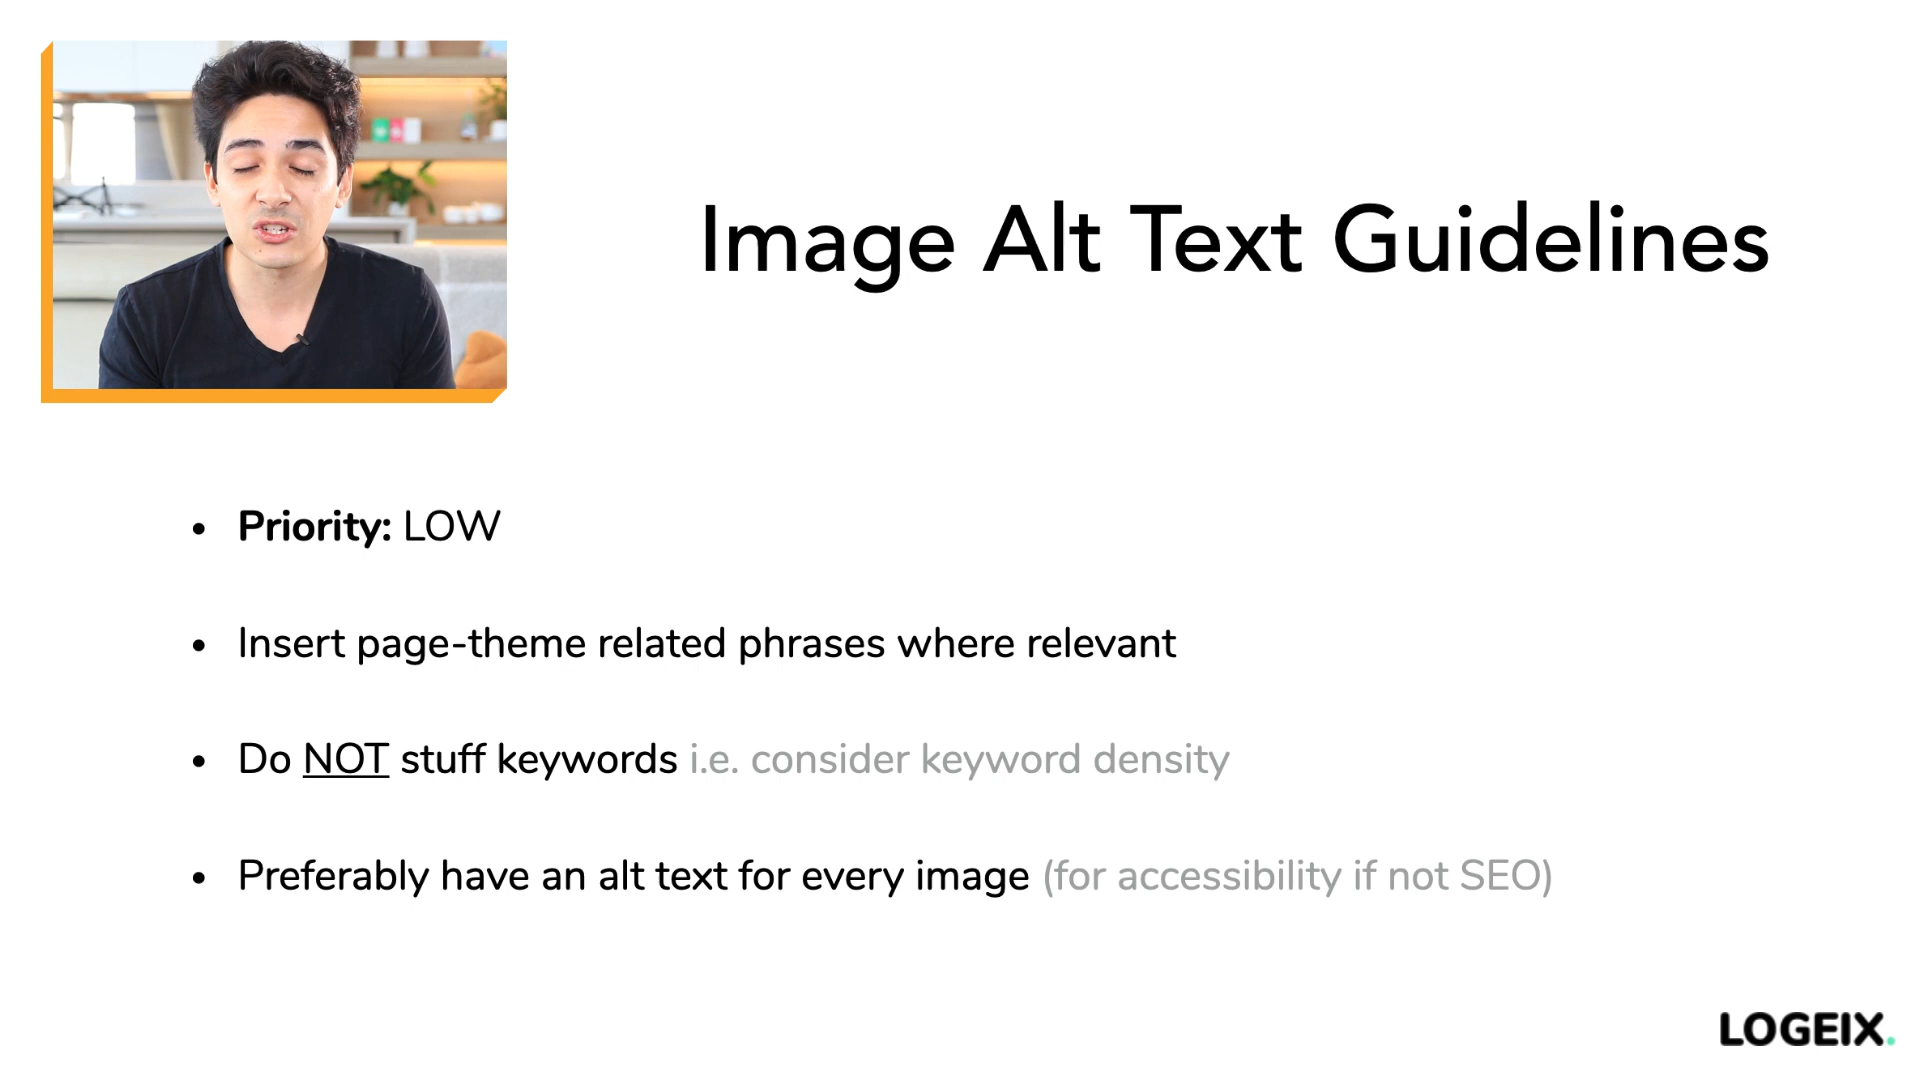 Image Alt Text Guidelines
• Priority: LOW
• Insert page-theme related phrases where relevant
• Do NOT stuff keywords i.e. consider keyword density
• Preferably have an alt text for every image (for accessibility if not SEO)
LOGEIX.